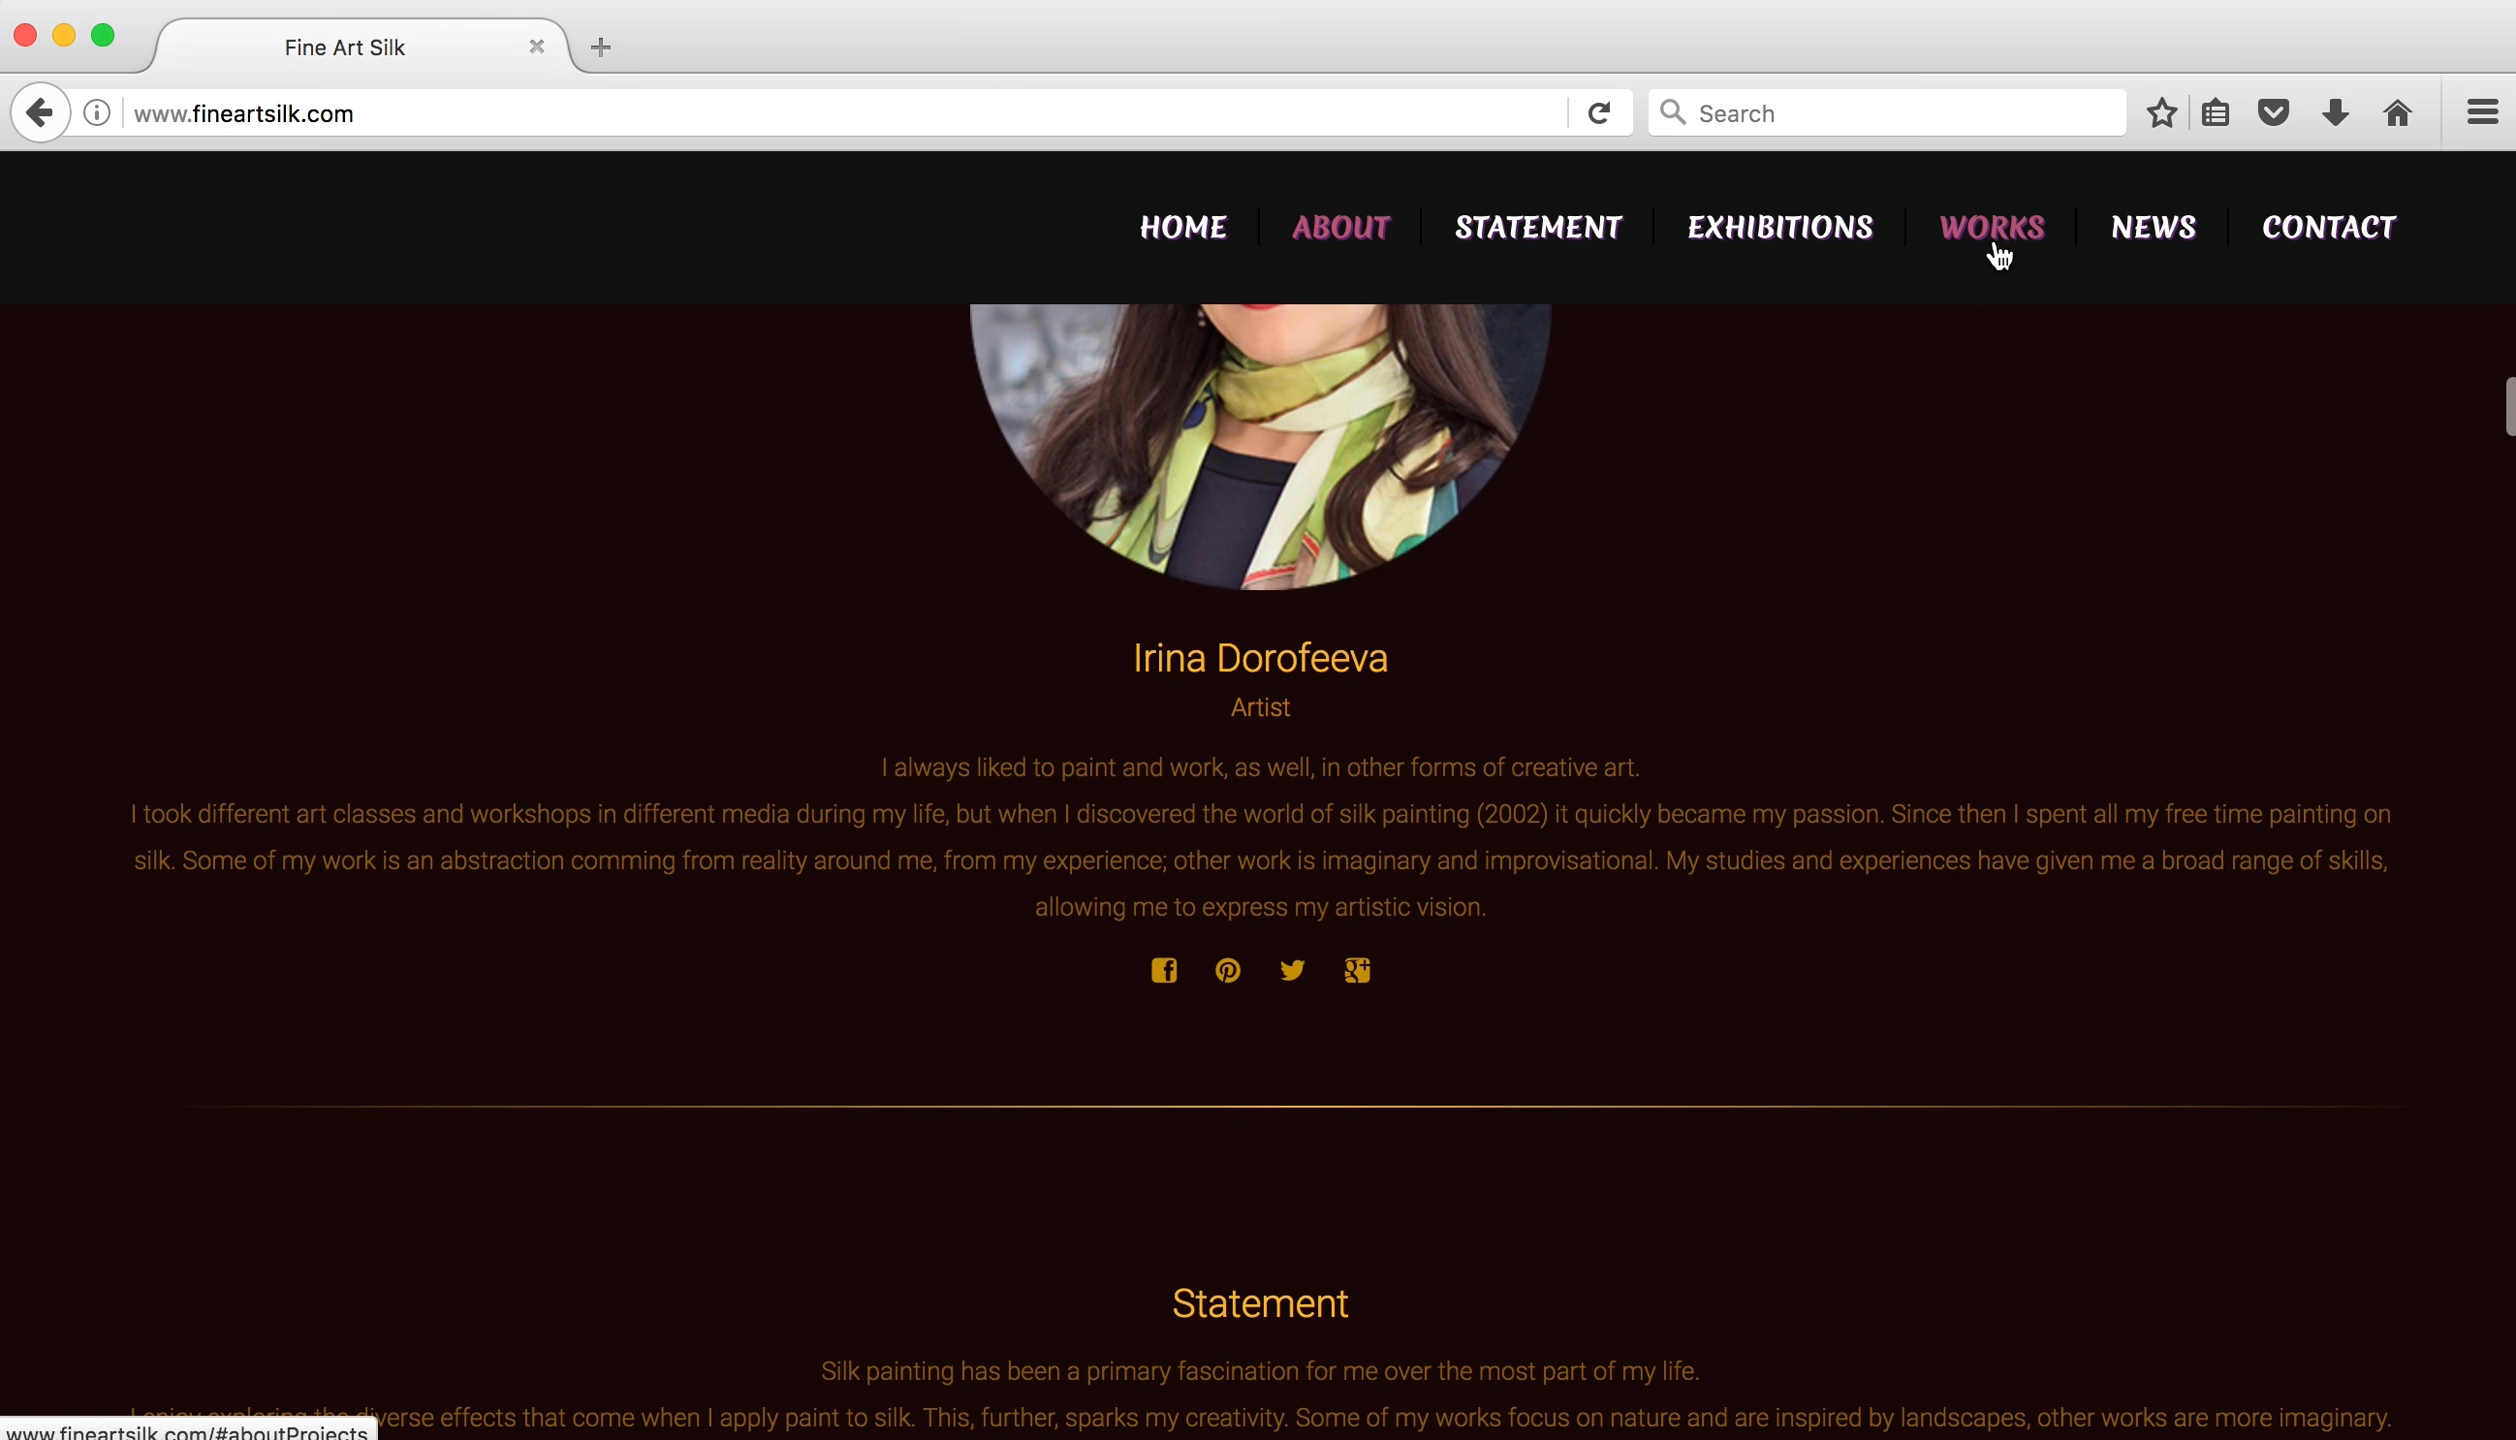 Fine Art Silk
www.fineartsilk.com
Search
HOME
ABOUT
STATEMENT
EXHIBITIONS
WORKS
NEWS
CONTACT
Irina Dorofeeva
Artist
I always liked to paint and work, as well, in other forms of creative art.
I took different art classes and workshops in different media during my life, but when I discovered the world of silk painting (2002) it quickly became my passion. Since then I spent all my free time painting on
silk. Some of my work is an abstraction comming from reality around me, from my experience; other work is imaginary and improvisational. My studies and experiences have given me a broad range of skills,
allowing me to express my artistic vision.
Statement
Silk painting has been a primary fascination for me over the most part of my life.
I enjoy exploring the diverse effects that come when I apply paint to silk. This, further, sparks my creativity. Some of my works focus on nature and are inspired by landscapes, other works are more imaginary.
www.fineartsilk.com/#aboutProjects